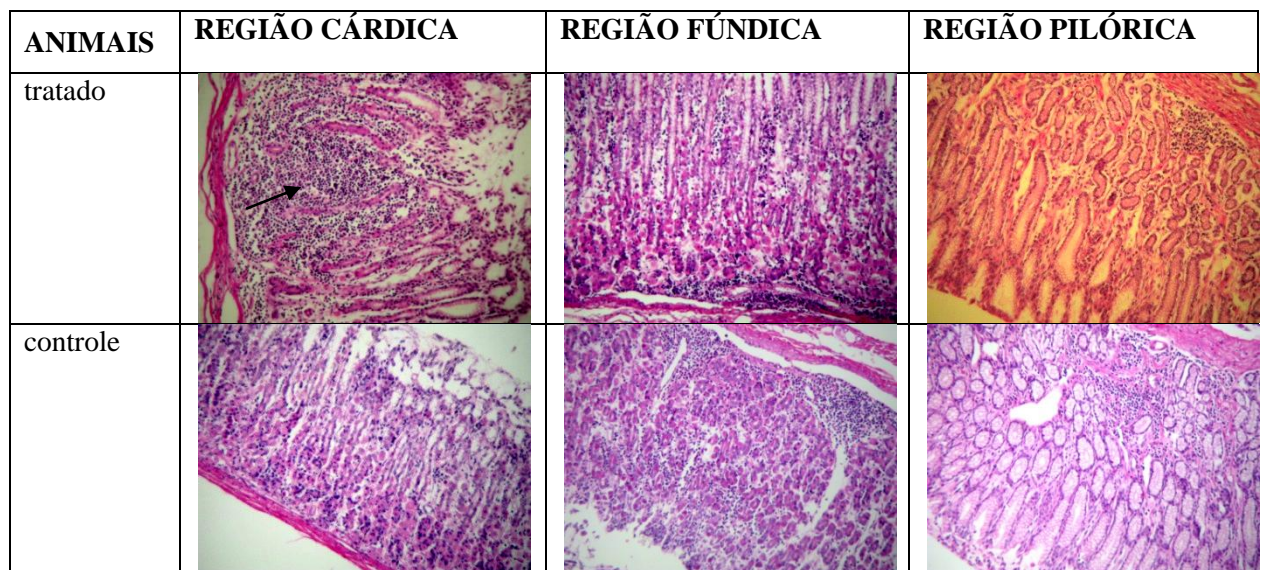 ANIMAIS
REGIÃO CÁRDICA
REGIÃO FÚNDICA
REGIÃO PILÓRICA
tratado
controle